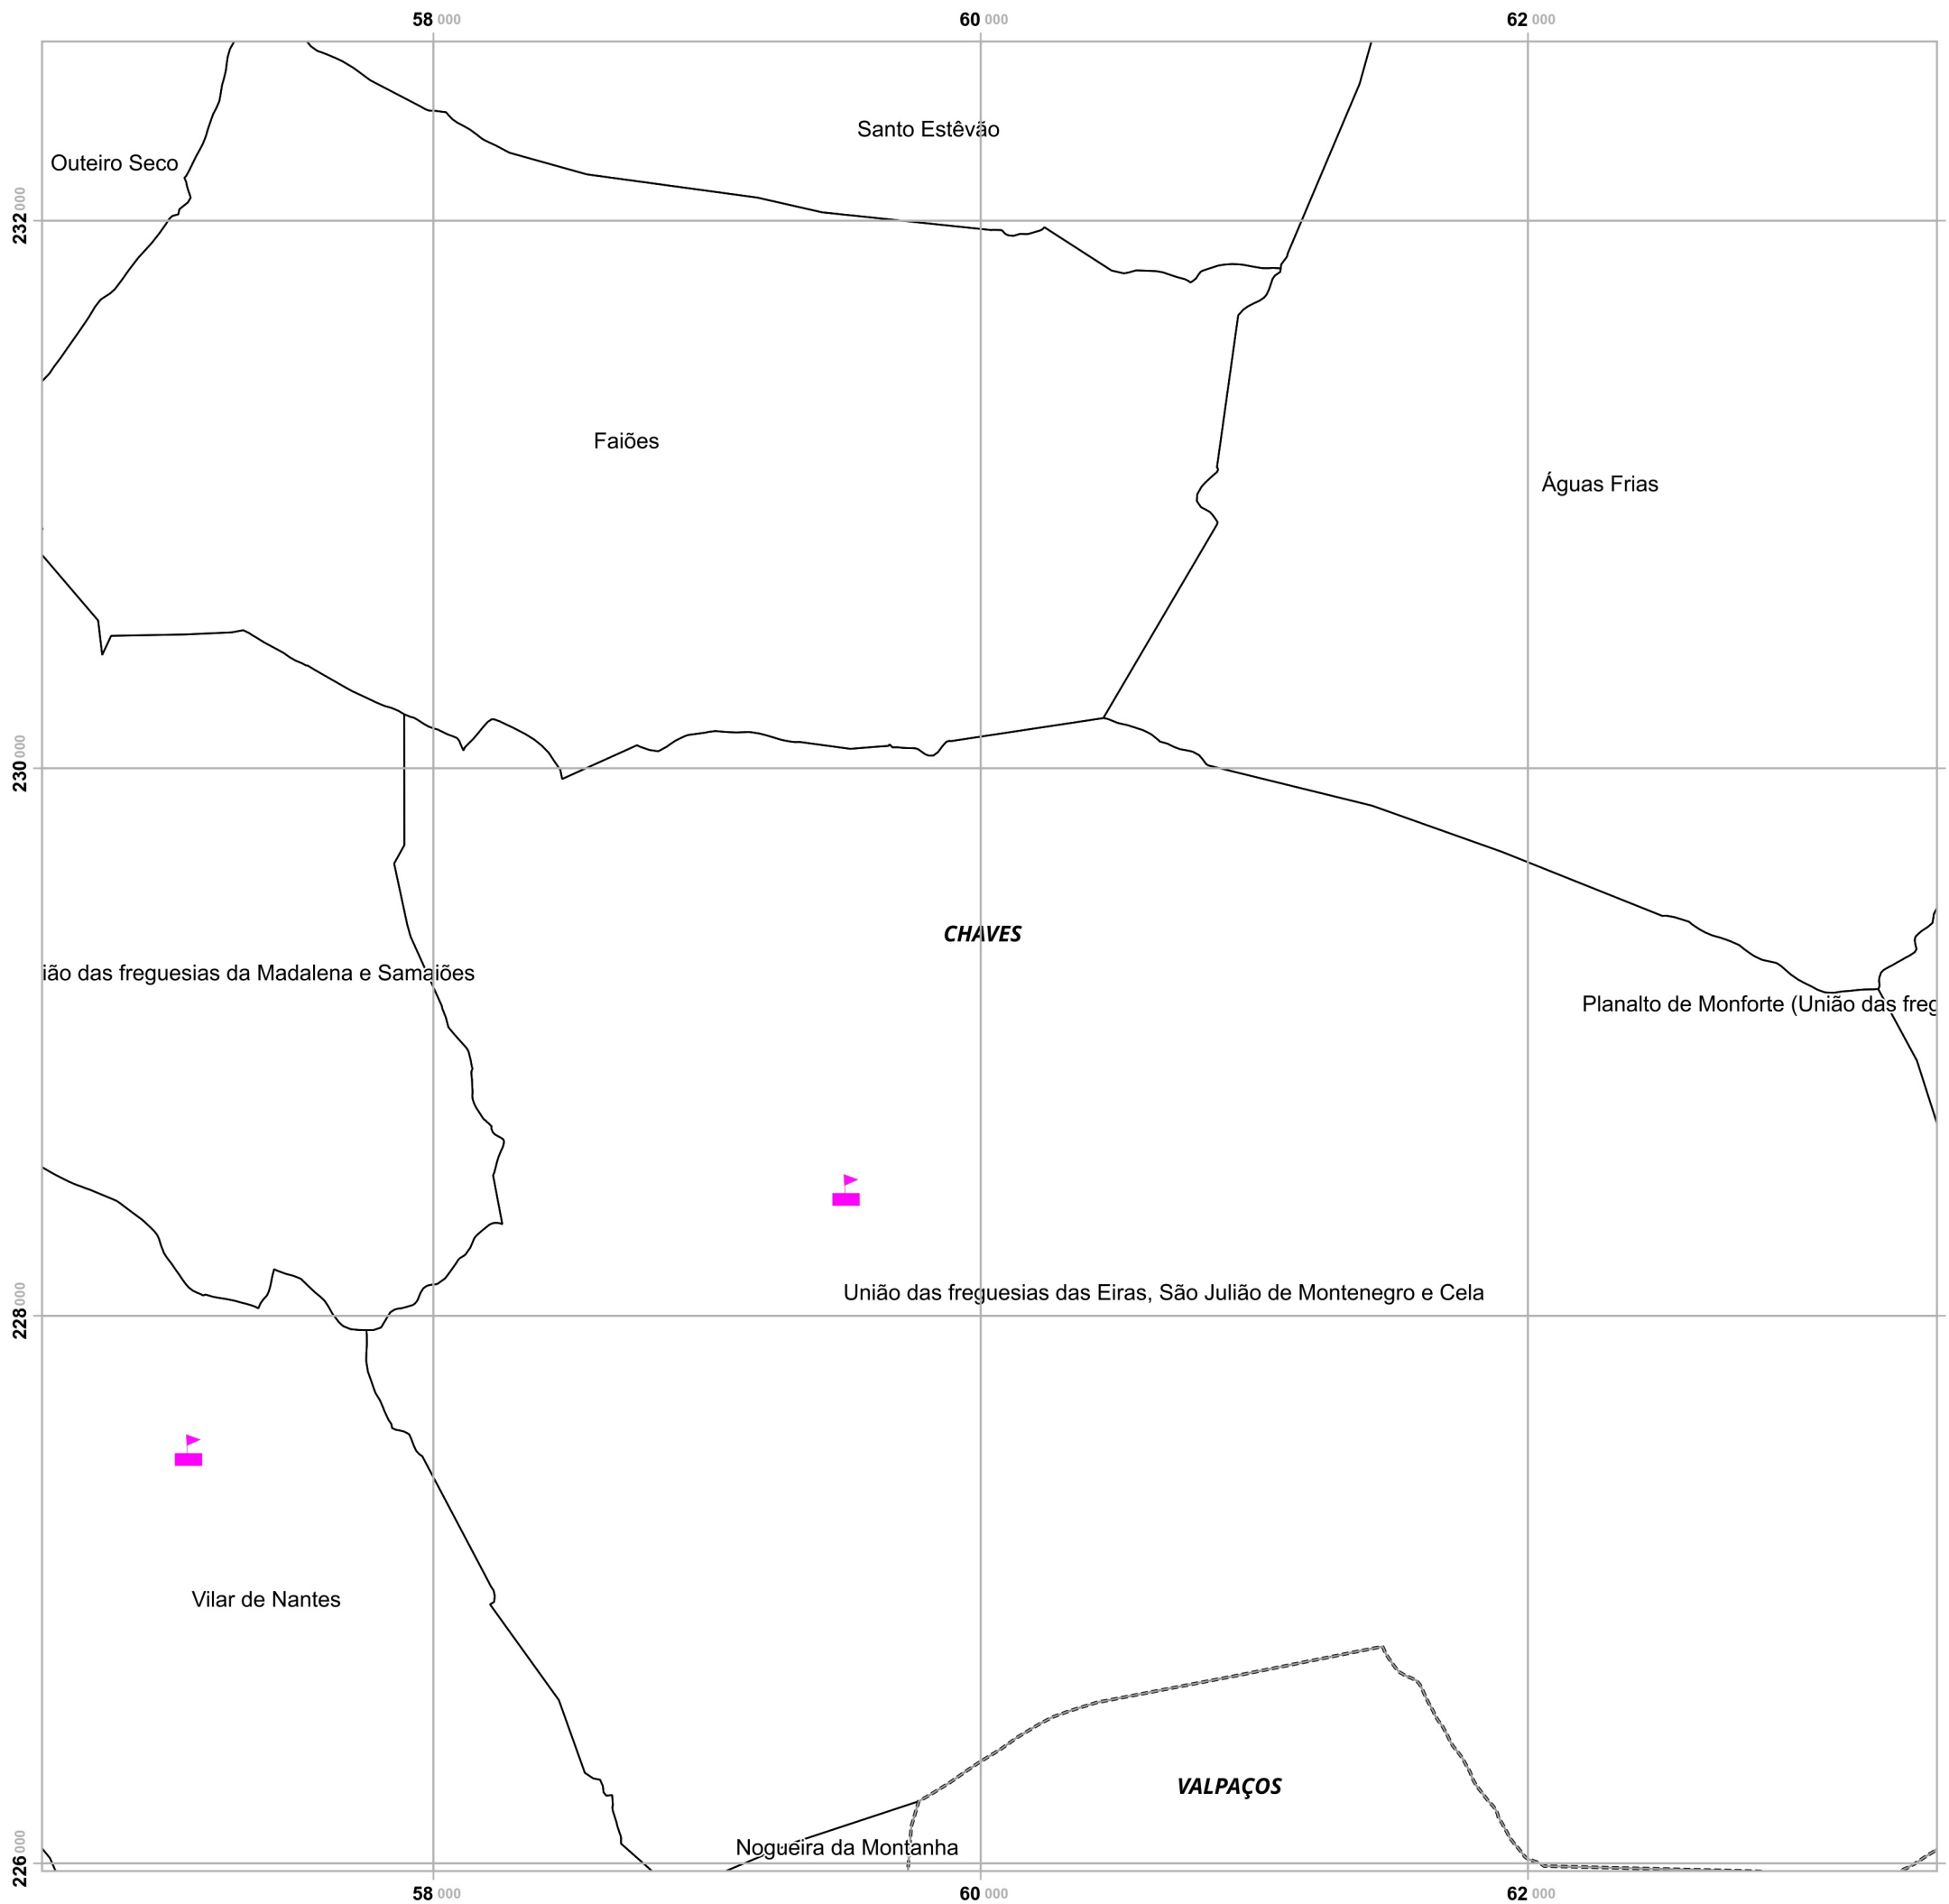 58 000
60 000
62 000
Santo Estêvão
Outeiro Seco
232 000
Faiões
Águas Frias
230 000
CHAVES
ião das freguesias da Madalena e Samaiões
Planalto de Monforte (União das freg
União das freguesias das Eiras, São Julião de Montenegro e Cela
228 000
Vilar de Nantes
VALPAÇOS
Nogueira da Montanha
226 000
58 000
60 000
62 000